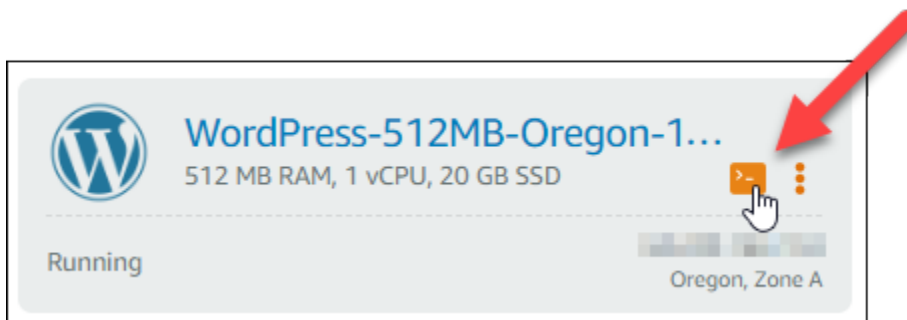 WordPress-512MB-Oregon-1...
512 MB RAM, 1 vCPU, 20 GB SSD
>_
Running
Oregon, Zone A